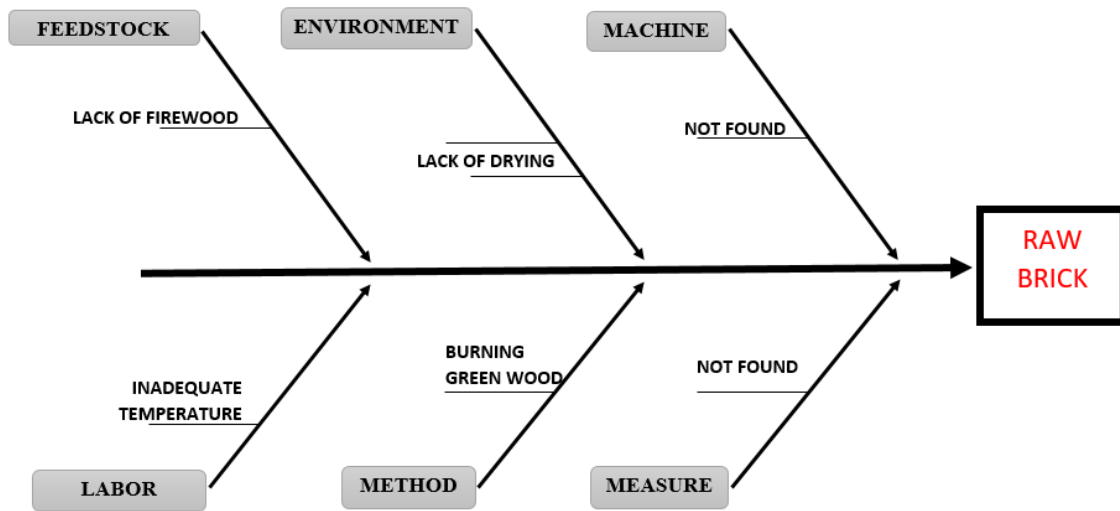 FEEDSTOCK
ENVIRONMENT
MACHINE
LACK OF FIREWOOD
LACK OF DRYING
NOT FOUND
RAW
BRICK
INADEQUATE
TEMPERATURE
BURNING
GREEN WOOD
NOT FOUND
LABOR
METHOD
MEASURE